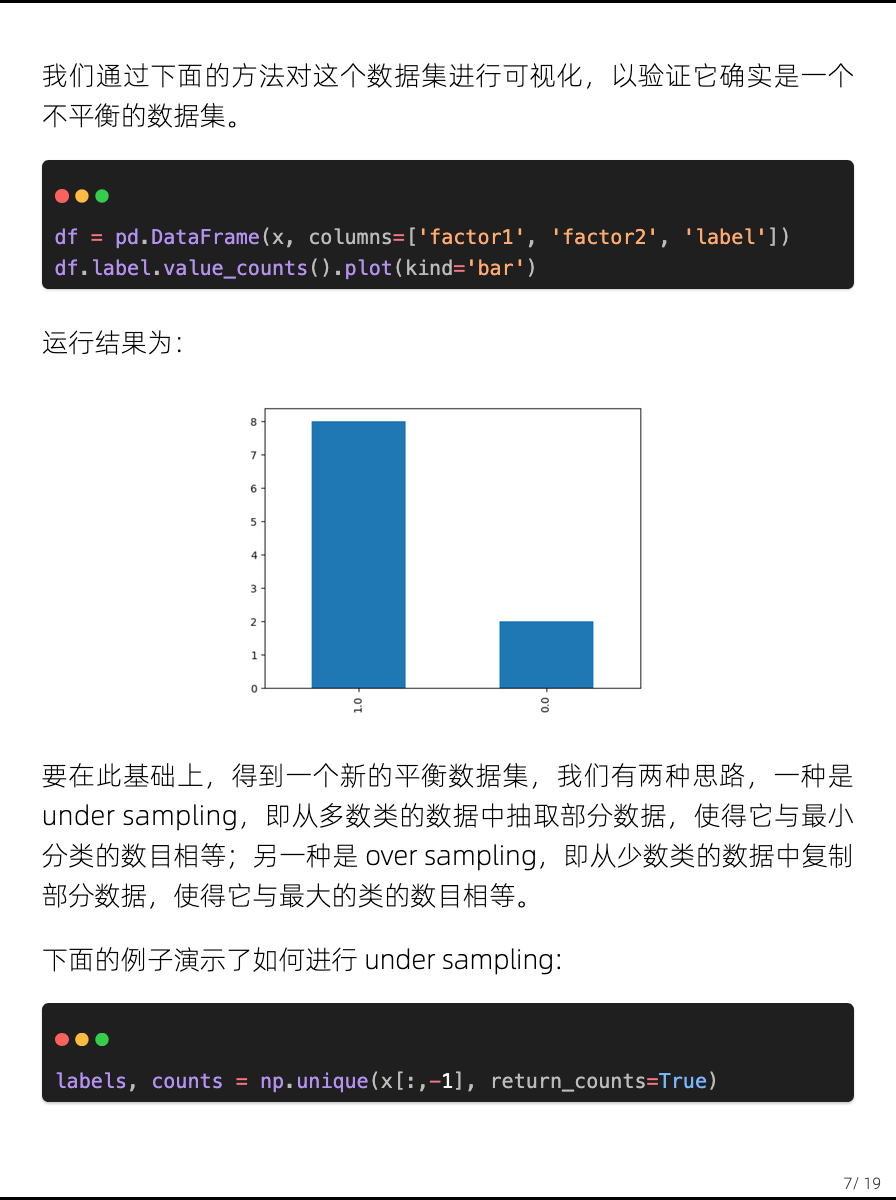 我们通过下面的方法对这个数据集进行可视化，以验证它确实是一个
不平衡的数据集。
df = pd.DataFrame(x, columns=['factor1', 'factor2', 'label'])
df.label.value_counts().plot(kind='bar')
运行结果为：
8
7
6
5
4
3
2
1
0
1.0
0.0
要在此基础上，得到一个新的平衡数据集，我们有两种思路，一种是
under sampling，即从多数类的数据中抽取部分数据，使得它与最小
分类的数目相等；另一种是 over sampling，即从少数类的数据中复制
部分数据，使得它与最大的类的数目相等。
下面的例子演示了如何进行 under sampling:
labels, counts = np.unique(x[:,-1], return_counts=True)
7/ 19